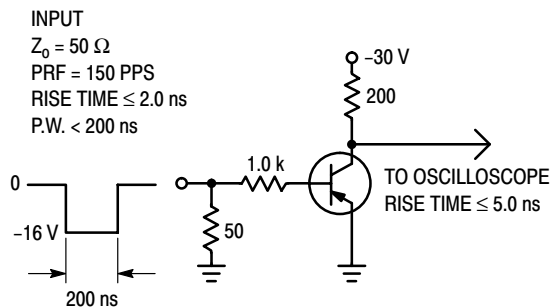 INPUT
Zo = 50 Ω
PRF = 150 PPS
RISE TIME ≤ 2.0 ns
P.W. < 200 ns
–30 V
200
1.0 k
TO OSCILLOSCOPE
RISE TIME ≤ 5.0 ns
0
50
–16 V
200 ns